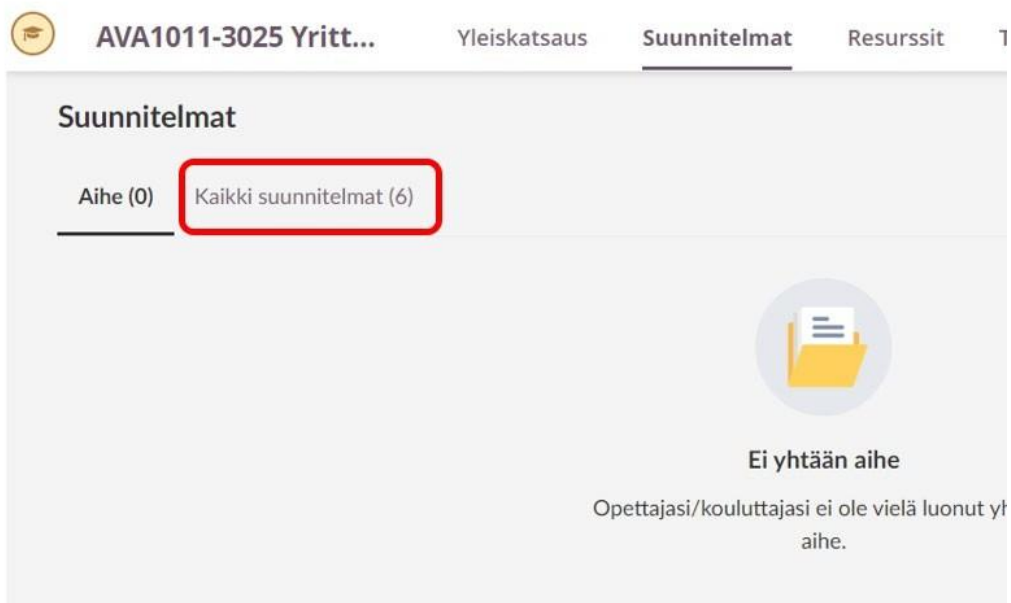 AVA1011-3025 Yritt... Yleiskatsaus Suunnitelmat Resurssit
Suunnitelmat
Aihe (0) Kaikki suunnitelmat (6)
Ei yhtään aihe
Opettajasi/kouluttajasi ei ole vielä luonut
aihe.